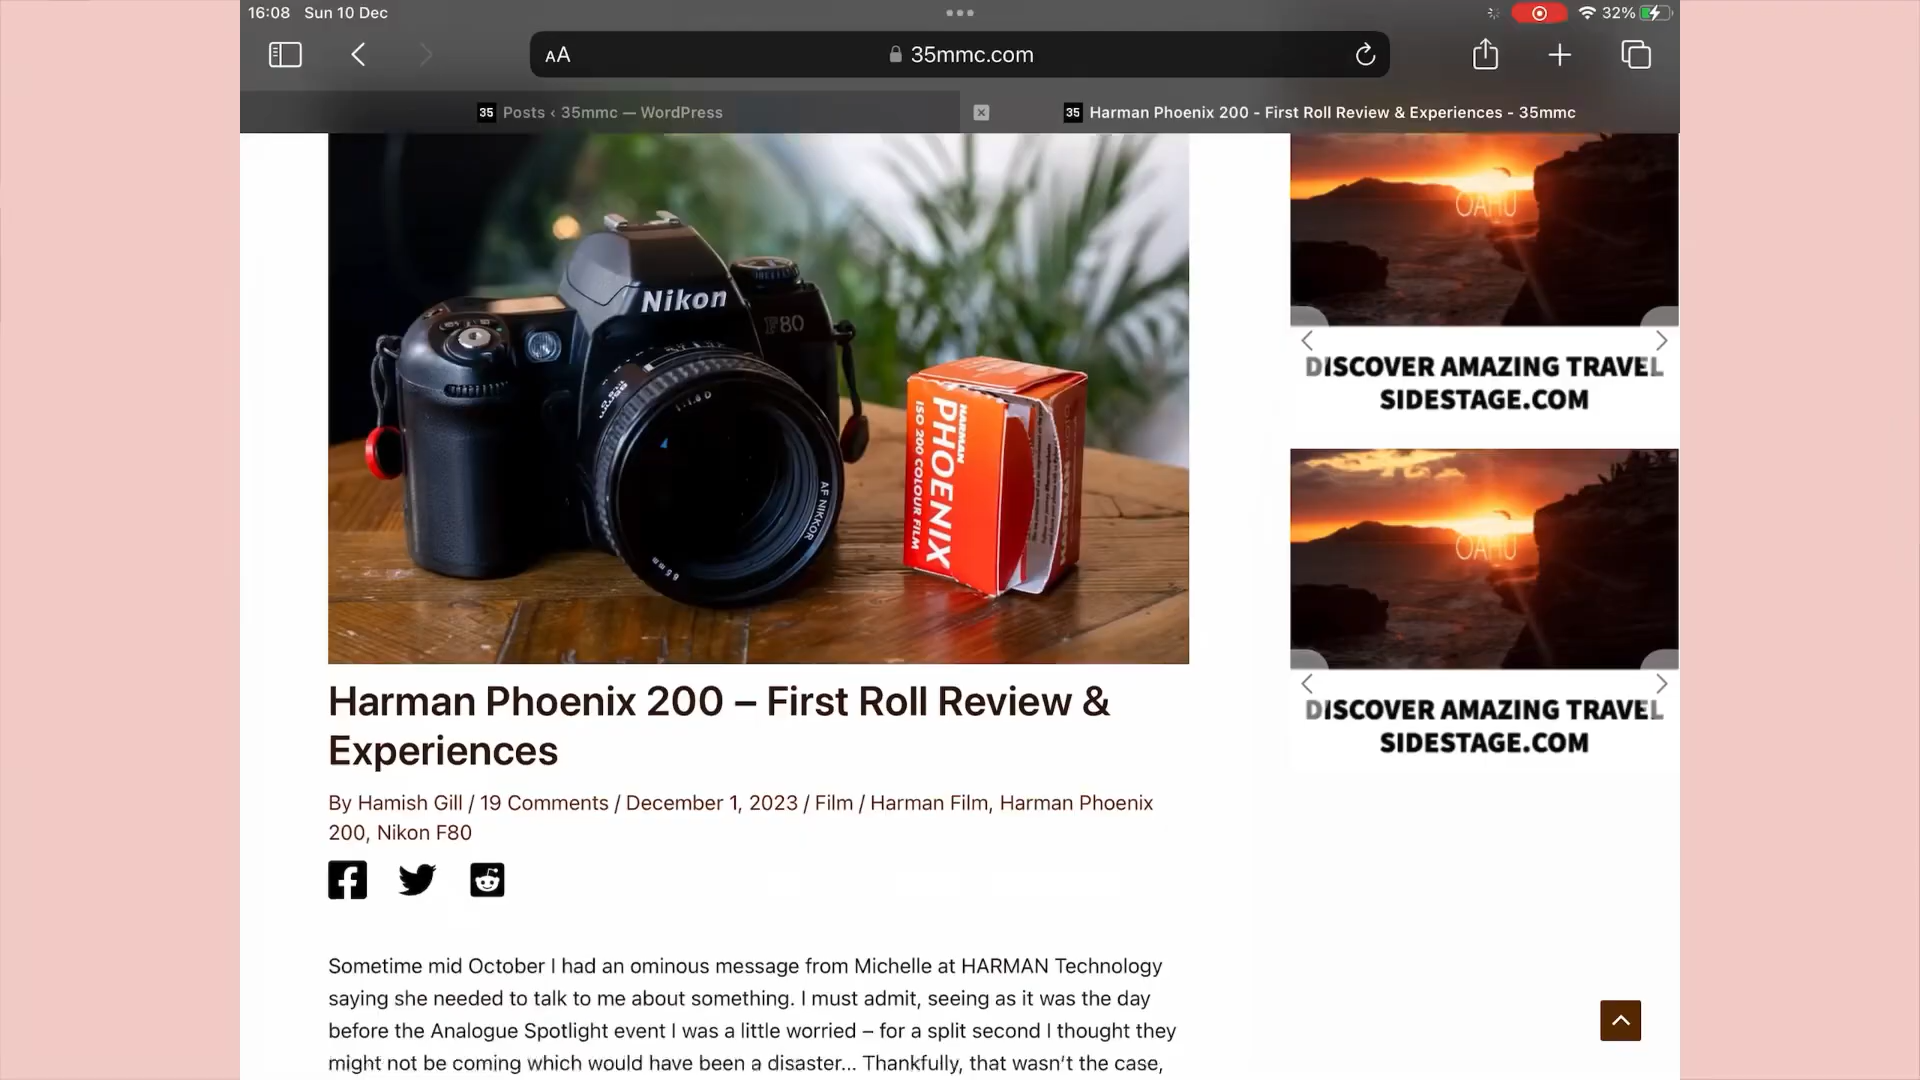 16:08 Sun 10 Dec
32%
AA
35mmc.com
35 Posts ‹ 35mmc — WordPress
35 Harman Phoenix 200 - First Roll Review & Experiences - 35mmc
Nikon
F80
1:1.8 D
AF NIKKOR
85mm
HARMAN
PHOENIX
ISO 200 COLOUR FILM
OAHU
DISCOVER AMAZING TRAVEL
SIDESTAGE.COM
OAHU
DISCOVER AMAZING TRAVEL
SIDESTAGE.COM
Harman Phoenix 200 – First Roll Review &
Experiences
By Hamish Gill / 19 Comments / December 1, 2023 / Film / Harman Film, Harman Phoenix
200, Nikon F80
Sometime mid October I had an ominous message from Michelle at HARMAN Technology
saying she needed to talk to me about something. I must admit, seeing as it was the day
before the Analogue Spotlight event I was a little worried – for a split second I thought they
might not be coming which would have been a disaster... Thankfully, that wasn't the case,